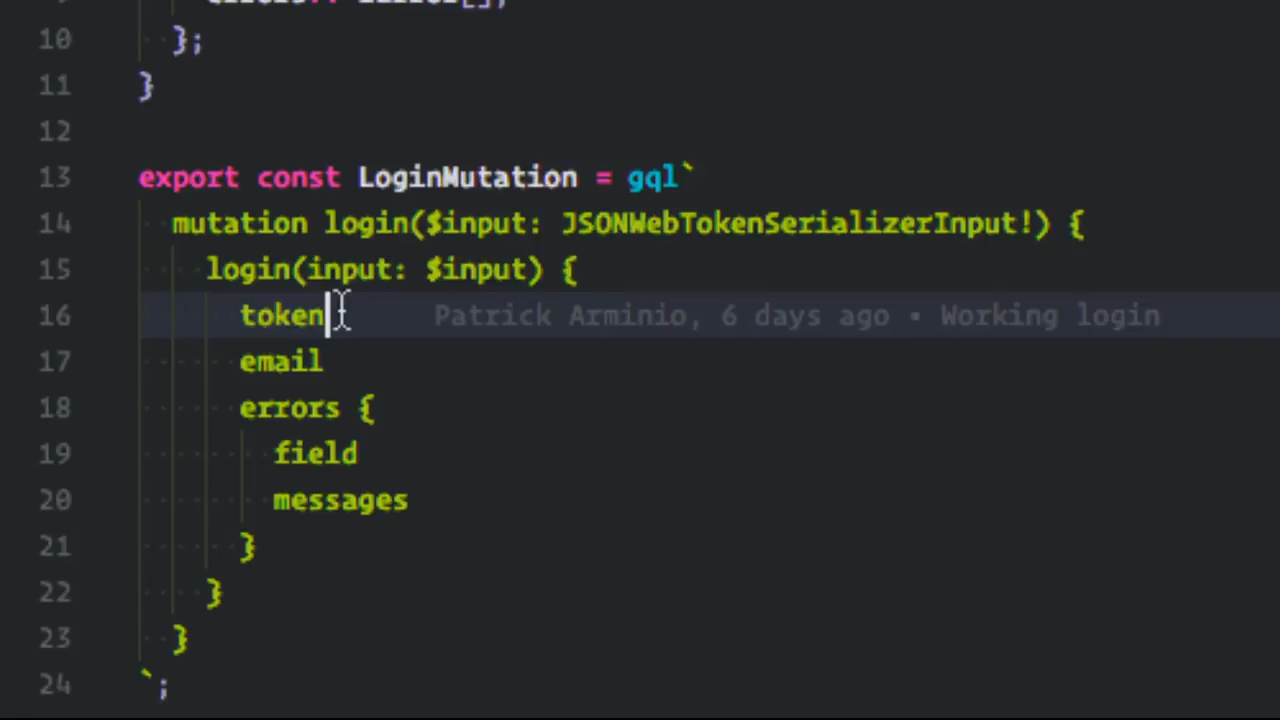 10 };
11 }
12
13 export const LoginMutation = gql`
14 mutation login($input: JSONWebTokenSerializerInput!) {
15 login(input: $input) {
16 token Patrick Arminio, 6 days ago • Working login
17 email
18 errors {
19 field
20 messages
21 }
22 }
23 }
24 `;